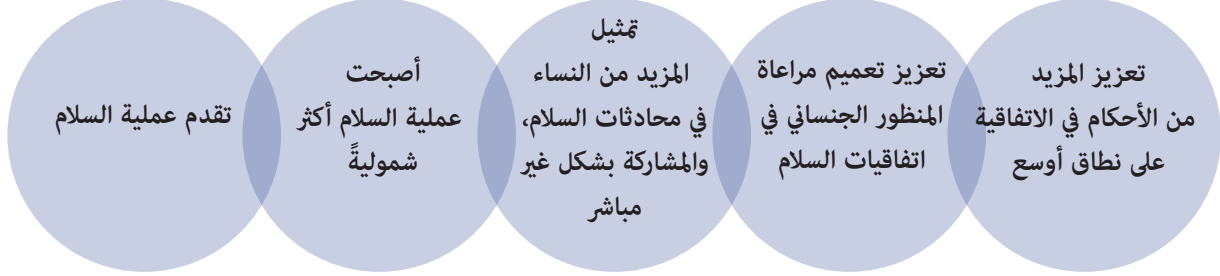 تعزيز المزيد
من الأحكام في الاتفاقية
على نطاق أوسع
تعزيز تعميم مراعاة
المنظور الجنساني في
اتفاقيات السلام
تمثيل
المزيد من النساء
في محادثات السلام،
والمشاركة بشكل غير
مباشر
أصبحت
عملية السلام أكثر
شموليةً
تقدم عملية السلام